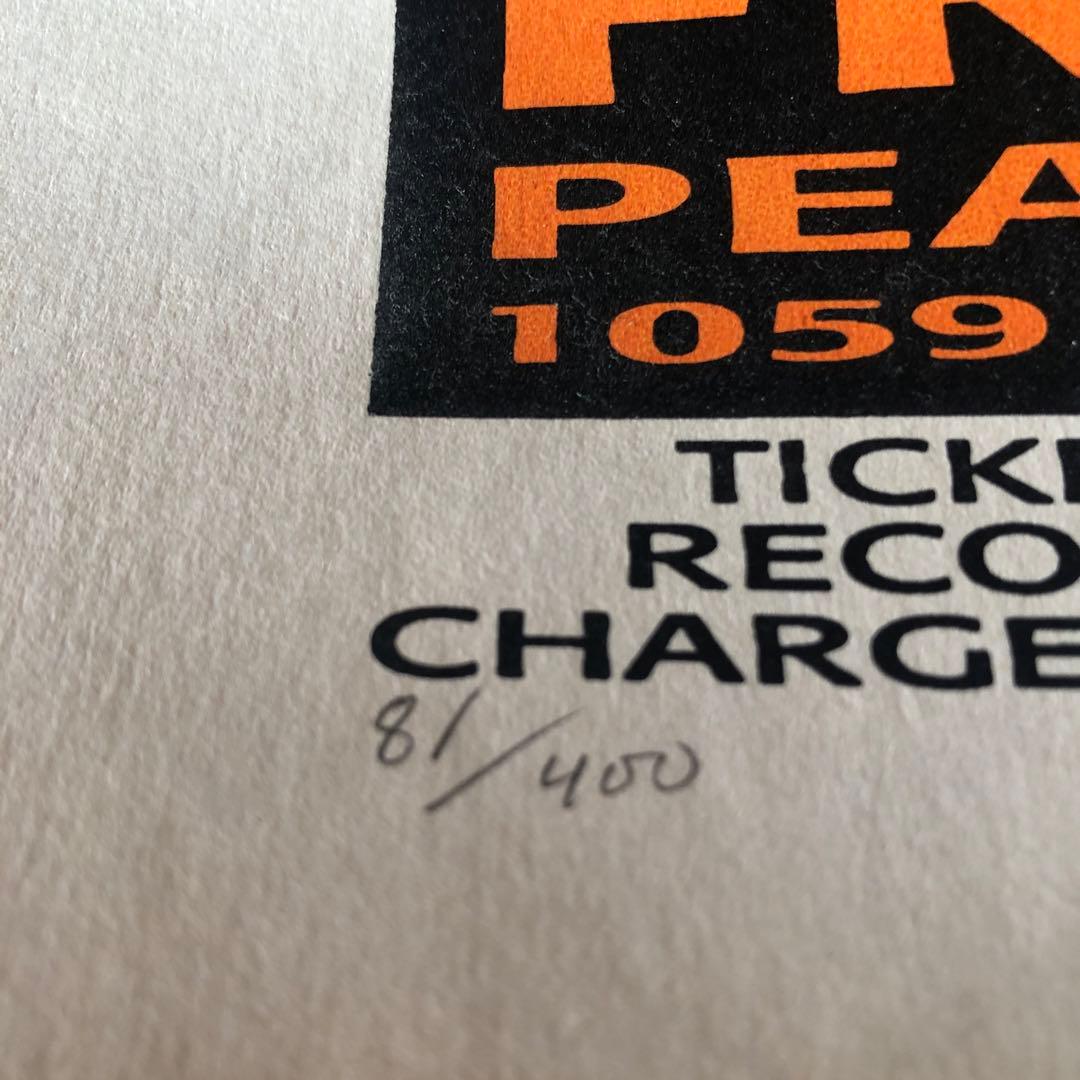 PEA
1059
TICK
RECO
CHARGE
81/400